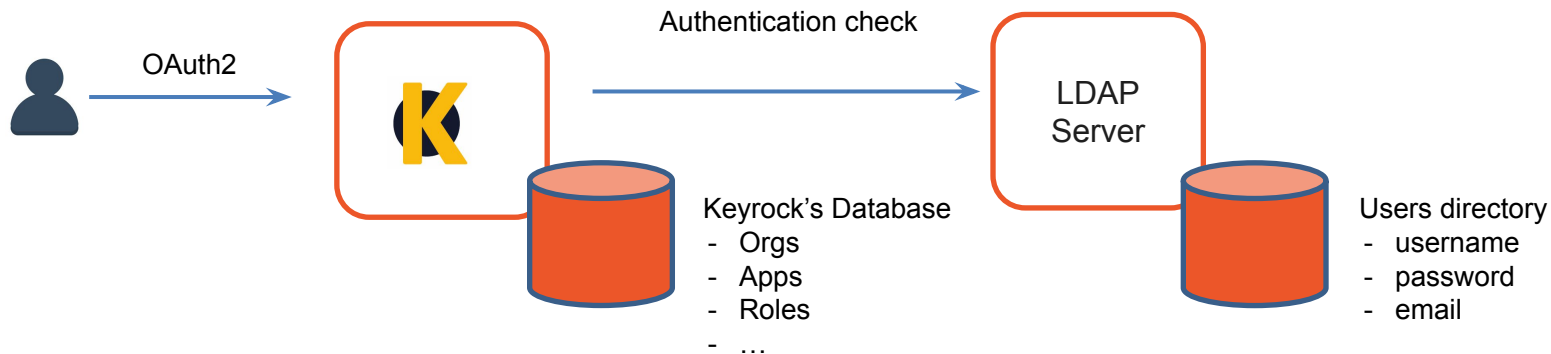 Authentication check
OAuth2
K
LDAP
Server
Keyrock's Database
- Orgs
- Apps
- Roles
- ...
Users directory
- username
- password
- email